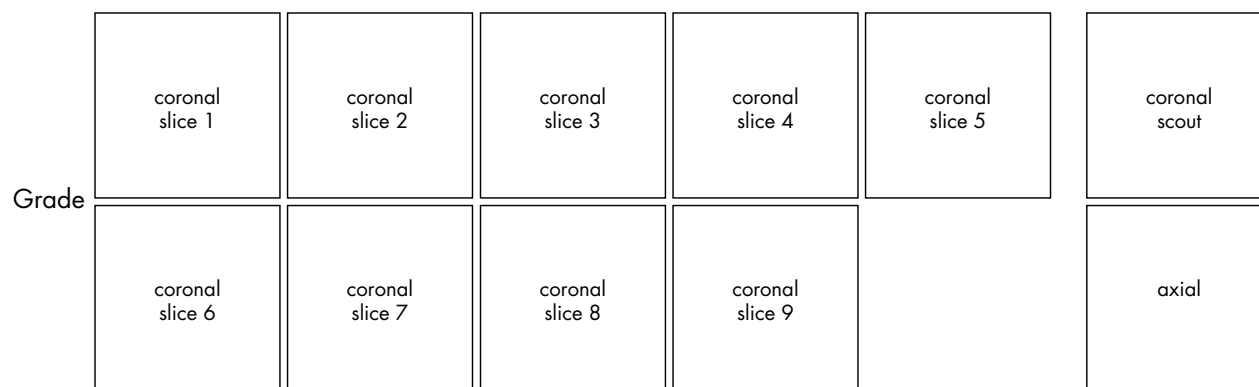 coronal
slice 1
coronal
slice 2
coronal
slice 3
coronal
slice 4
coronal
slice 5
coronal
scout
Grade
coronal
slice 6
coronal
slice 7
coronal
slice 8
coronal
slice 9
axial